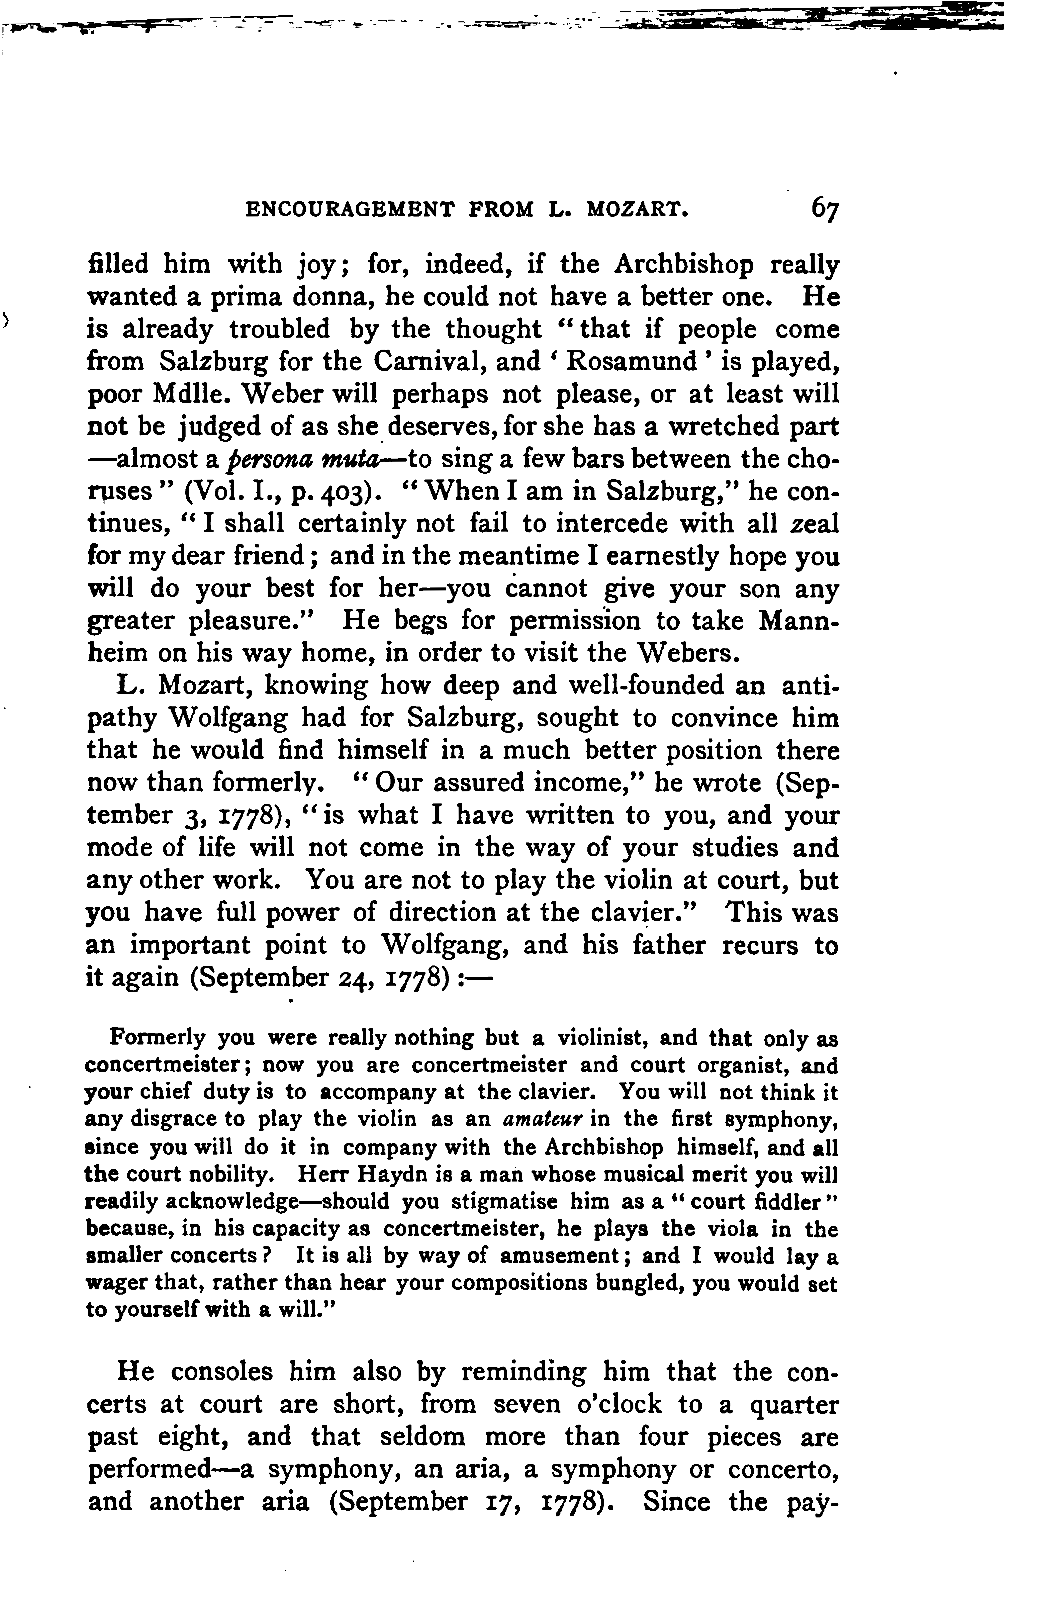 ENCOURAGEMENT FROM L. MOZART. 67
filled him with joy; for, indeed, if the Archbishop really
wanted a prima donna, he could not have a better one. He
is already troubled by the thought “that if people come
from Salzburg for the Carnival, and ‘Rosamund’ is played,
poor Mdlle. Weber will perhaps not please, or at least will
not be judged of as she deserves, for she has a wretched part
—almost a persona muta—to sing a few bars between the cho-
ruses” (Vol. I., p. 403). “When I am in Salzburg,” he con-
tinues, “I shall certainly not fail to intercede with all zeal
for my dear friend; and in the meantime I earnestly hope you
will do your best for her—you cannot give your son any
greater pleasure.” He begs for permission to take Mann-
heim on his way home, in order to visit the Webers.
L. Mozart, knowing how deep and well-founded an anti-
pathy Wolfgang had for Salzburg, sought to convince him
that he would find himself in a much better position there
now than formerly. “Our assured income,” he wrote (Sep-
tember 3, 1778), “is what I have written to you, and your
mode of life will not come in the way of your studies and
any other work. You are not to play the violin at court, but
you have full power of direction at the clavier.” This was
an important point to Wolfgang, and his father recurs to
it again (September 24, 1778) :—
Formerly you were really nothing but a violinist, and that only as
concertmeister; now you are concertmeister and court organist, and
your chief duty is to accompany at the clavier. You will not think it
any disgrace to play the violin as an amateur in the first symphony,
since you will do it in company with the Archbishop himself, and all
the court nobility. Herr Haydn is a man whose musical merit you will
readily acknowledge—should you stigmatise him as a “court fiddler”
because, in his capacity as concertmeister, he plays the viola in the
smaller concerts? It is all by way of amusement; and I would lay a
wager that, rather than hear your compositions bungled, you would set
to yourself with a will.”
He consoles him also by reminding him that the con-
certs at court are short, from seven o’clock to a quarter
past eight, and that seldom more than four pieces are
performed—a symphony, an aria, a symphony or concerto,
and another aria (September 17, 1778). Since the pay-